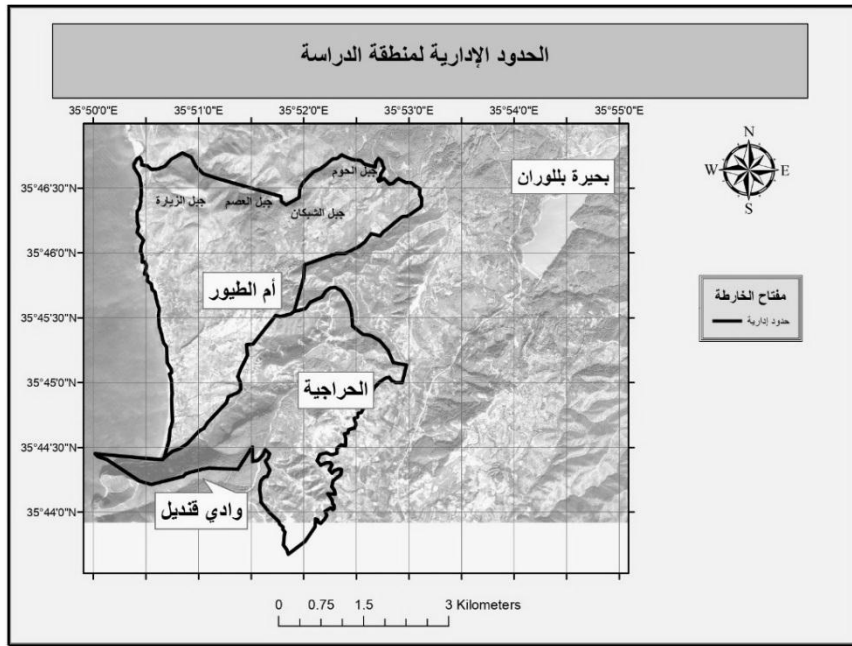 الحدود الإدارية لمنطقة الدراسة
35°50'0"E 35°51'0"E 35°52'0"E 35°53'0"E 35°54'0"E 35°55'0"E
N
W E
S
35°46'30"N
35°46'0"N
35°45'30"N
35°45'0"N
35°44'30"N
35°44'0"N
جبل الحوم
بحيرة بللوران
جبل الزيارة
جبل العصم
جبل الشيكان
أم الطيور
الحراجية
وادي قنديل
مفتاح الخارطة
حدود إدارية
0 0.75 1.5 3 Kilometers